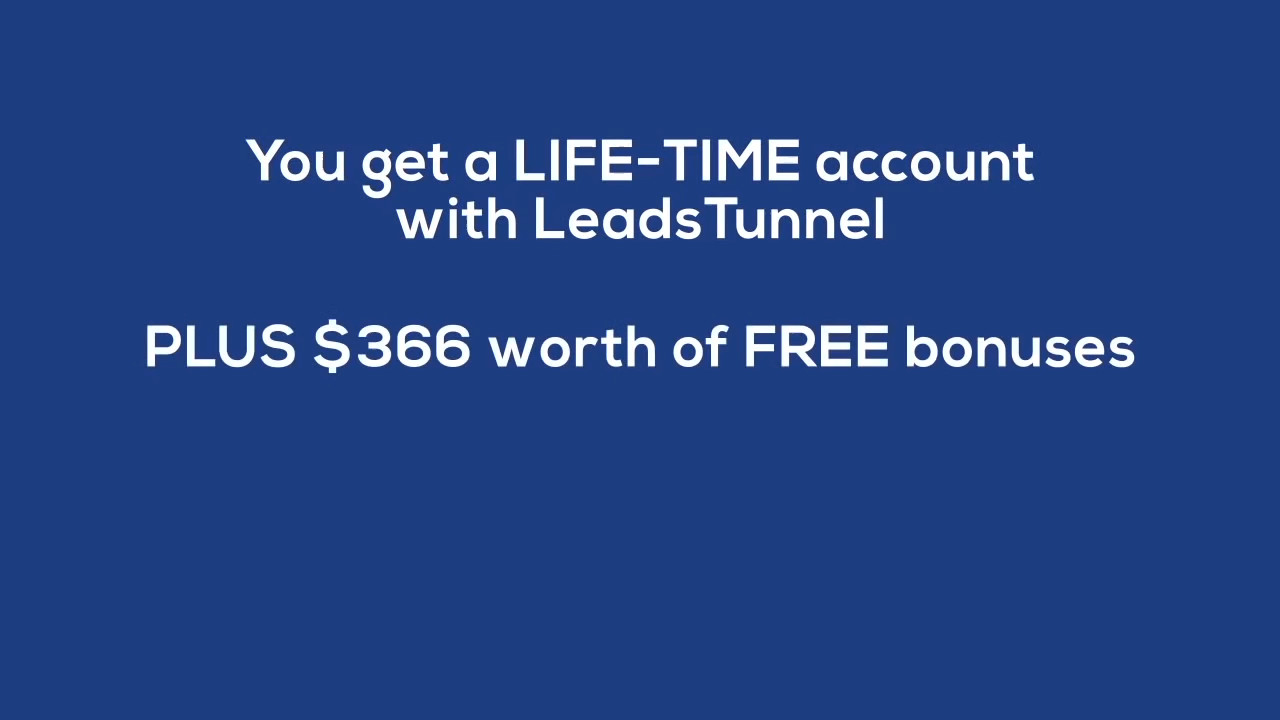 You get a LIFE-TIME account
with LeadsTunnel
PLUS $366 worth of FREE bonuses